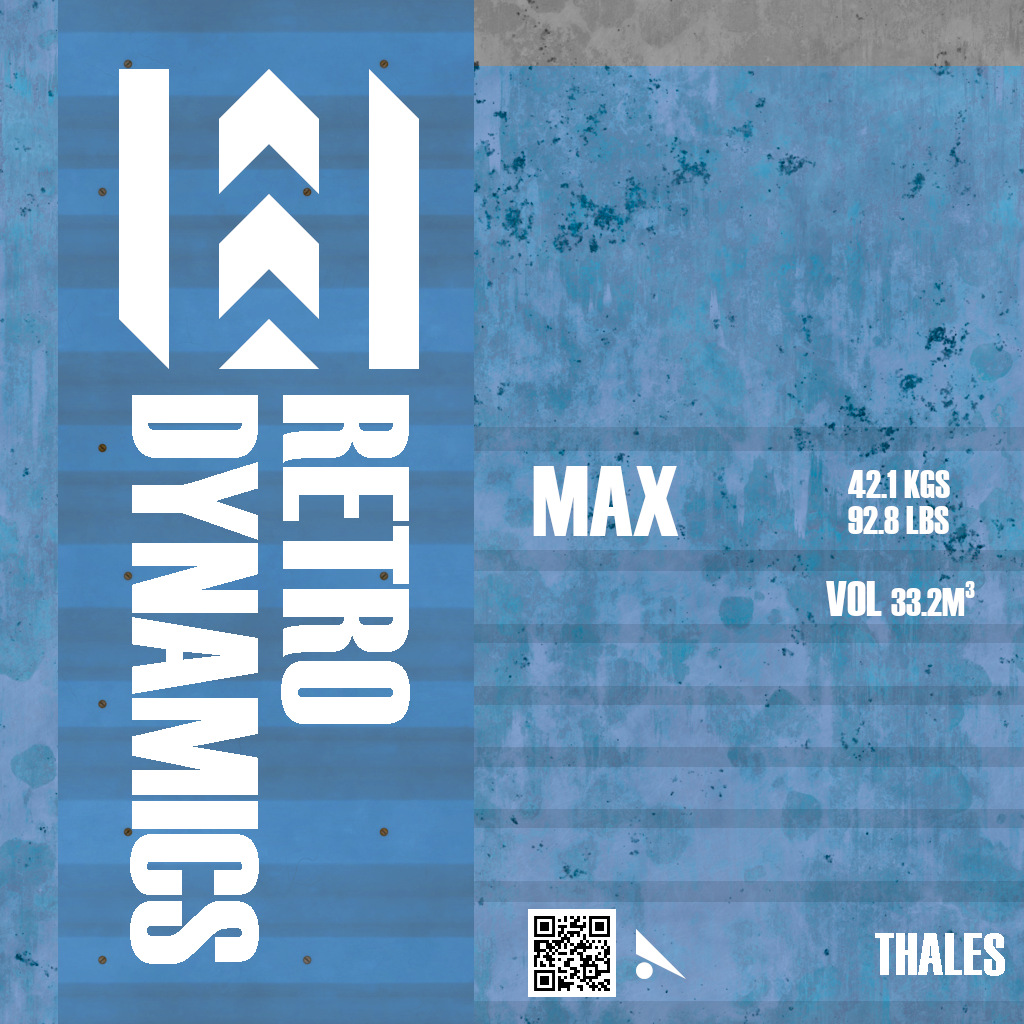 RETRO
DYNAMICS
MAX
42.1 KGS
92.8 LBS
VOL 33.2M³
THALES